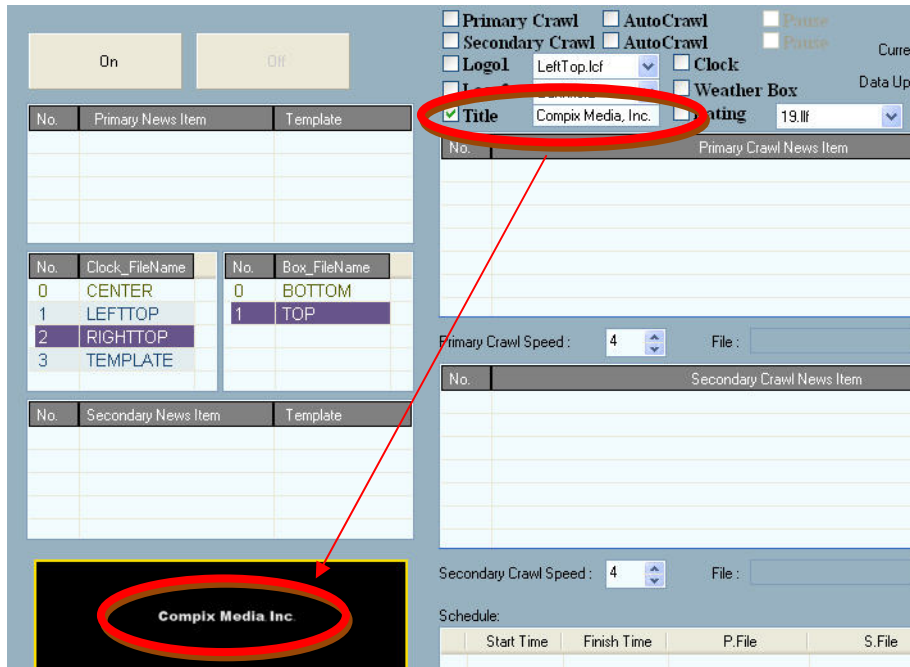 On
Off
Primary Crawl AutoCrawl Pause
Secondary Crawl AutoCrawl Pause
Logo1 LeftTop.lcf Clock
Weather Box
Title Compix Media, Inc. Rating 19.llf
Curre
Data Up
No. Primary News Item Template
No. Primary Crawl News Item
No. Clock_FileName
0 CENTER
1 LEFTTOP
2 RIGHTTOP
3 TEMPLATE
No. Box_FileName
0 BOTTOM
1 TOP
Primary Crawl Speed : 4 File :
No. Secondary Crawl News Item
No. Secondary News Item Template
Secondary Crawl Speed : 4 File :
Compix Media Inc.
Schedule:
Start Time Finish Time P.File S.File